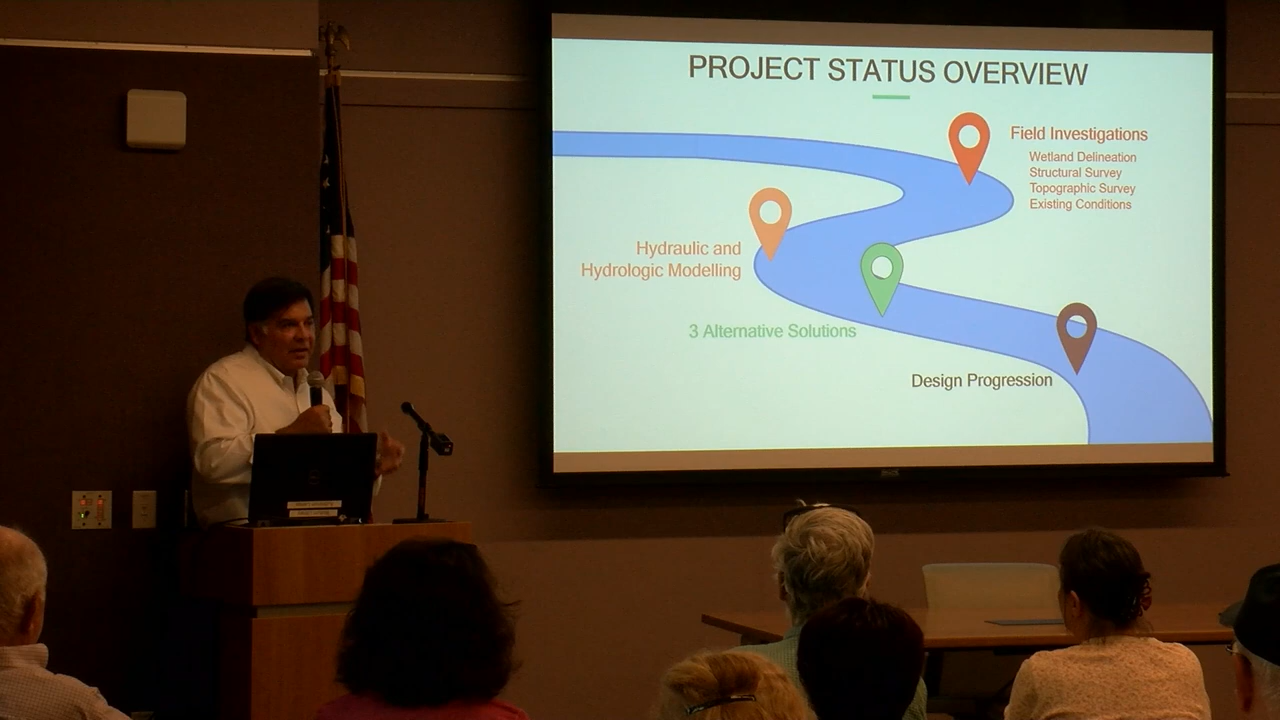 PROJECT STATUS OVERVIEW
Field Investigations
Wetland Delineation
Structural Survey
Topographic Survey
Existing Conditions
Hydraulic and
Hydrologic Modelling
3 Alternative Solutions
Design Progression